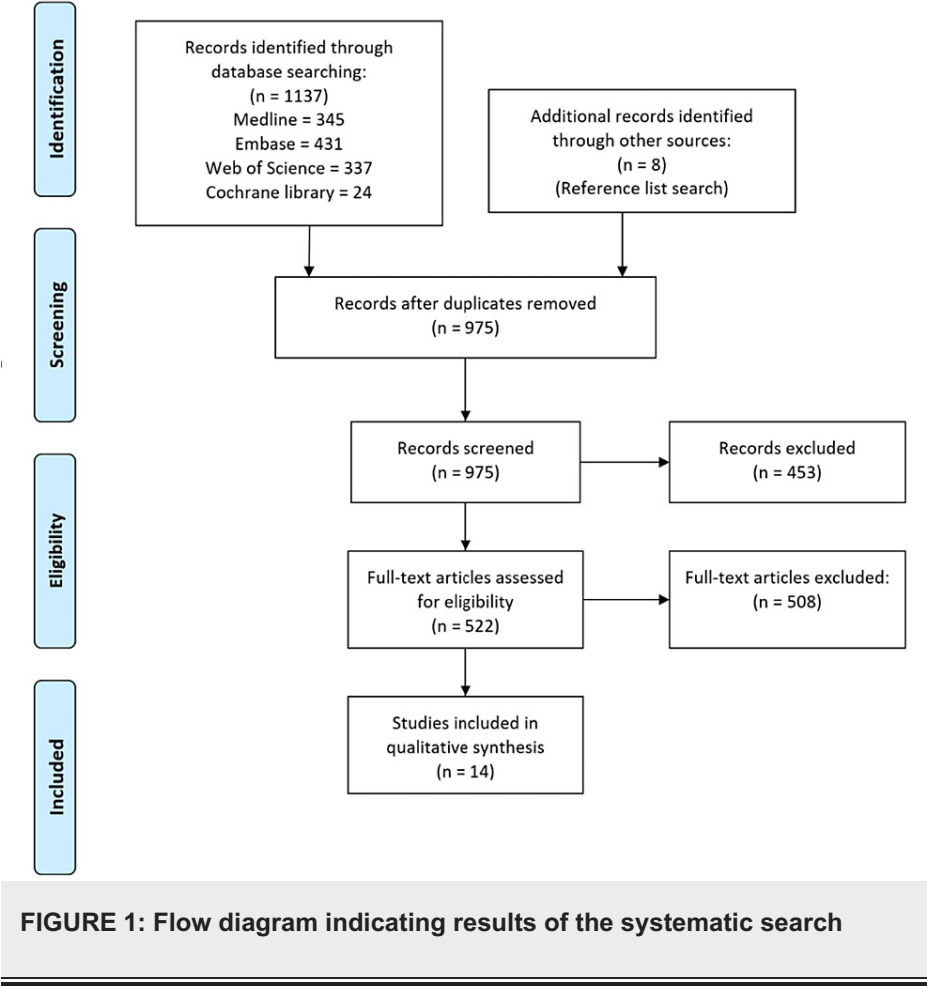 Identification
Records identified through
database searching:
(n = 1137)
Medline = 345
Embase = 431
Web of Science = 337
Cochrane library = 24
Additional records identified
through other sources:
(n = 8)
(Reference list search)
Screening
Records after duplicates removed
(n = 975)
Records screened
(n = 975)
Records excluded
(n = 453)
Eligibility
Full-text articles assessed
for eligibility
(n = 522)
Full-text articles excluded:
(n = 508)
Included
Studies included in
qualitative synthesis
(n = 14)
FIGURE 1: Flow diagram indicating results of the systematic search